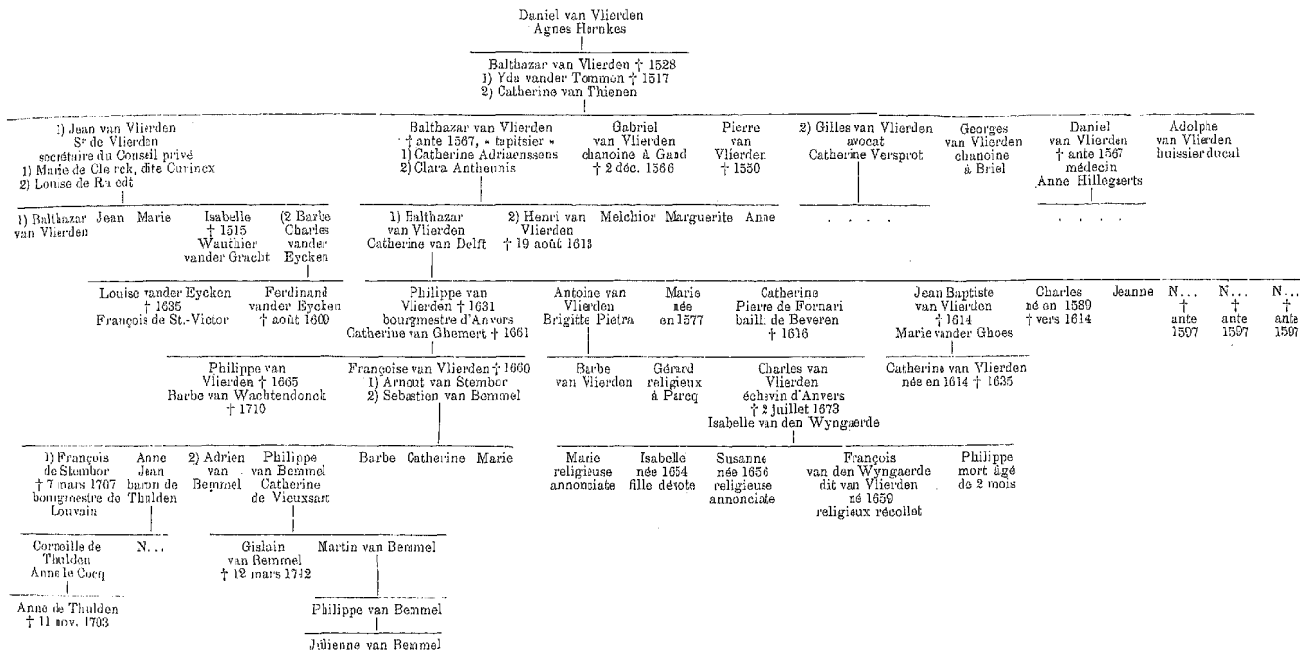 Daniel van Vlierden
Agnes Hornkes
Balthazar van Vlierden † 1528
1) Yda vander Tommen † 1517
2) Catherine van Thienen
1) Jean van Vlierden
Sr de Vlierden
secrétaire du Conseil privé
1) Marie de Clerck, dite Curincx
2) Louise de Raedt
Balthazar van Vlierden
† ante 1567, « tapitsier »
1) Catherine Adriaenssens
2) Clara Antheunis
Gabriel
van Vlierden
chanoine à Gand
† 2 déc. 1566
Pierre
van
Vlierden
† 1550
2) Gilles van Vlierden
avocat
Catherine Versprot
Georges
van Vlierden
chanoine
à Briel
Daniel
van Vlierden
† ante 1567
médecin
Anne Hillegaerts
Adolphe
van Vlierden
huissier ducal
1) Balthazar
van Vlierden
Jean
Marie
Isabelle
† 1515
Wauthier
vander Gracht
(2 Barbe
Charles
vander
Eycken
1) Balthazar
van Vlierden
Catherine van Delft
2) Henri van
Vlierden
† 19 août 1613
Melchior
Marguerite
Anne
. . . .
. . . .
Louise vander Eycken
† 1635
François de St.-Victor
Ferdinand
vander Eycken
† août 1600
Philippe van
Vlierden † 1631
bourgmestre d'Anvers
Catherine van Ghemert † 1661
Antoine van
Vlierden
Brigitte Pietra
Marie
née
en 1577
Catherine
Pierre de Fornari
baill. de Beveren
† 1616
Jean Baptiste
van Vlierden
† 1614
Marie vander Ghoes
Charles
né en 1589
† vers 1614
Jeanne
N...
†
ante
1597
N...
†
ante
1597
N...
†
ante
1597
Philippe van
Vlierden † 1665
Barbe van Wachtendonck
† 1710
Françoise van Vlierden † 1660
1) Arnout van Stembor
2) Sebastien van Bemmel
Barbe
van Vlierden
Gérard
religieux
à Parcq
Charles van
Vlierden
échevin d'Anvers
† 2 juillet 1673
Isabelle van den Wyngaerde
Catherine van Vlierden
née en 1614 † 1635
1) François
de Stembor
† 7 mars 1707
bourgmestre de
Louvain
Anne
Jean
baron de
Thulden
2) Adrien
van
Bemmel
Philippe
van Bemmel
Catherine
de Vieuxsart
Barbe
Catherine
Marie
Marie
religieuse
annonciate
Isabelle
née 1654
fille dévote
Susanne
née 1656
religieuse
annonciate
François
van den Wyngaerde
dit van Vlierden
né 1659
religieux récollet
Philippe
mort âgé
de 2 mois
Corneille de
Thulden
Anne le Cocq
N...
Gislain
van Bemmel
† 12 mars 1742
Martin van Bemmel
Anne de Thulden
† 11 nov. 1703
Philippe van Bemmel
Julienne van Bemmel